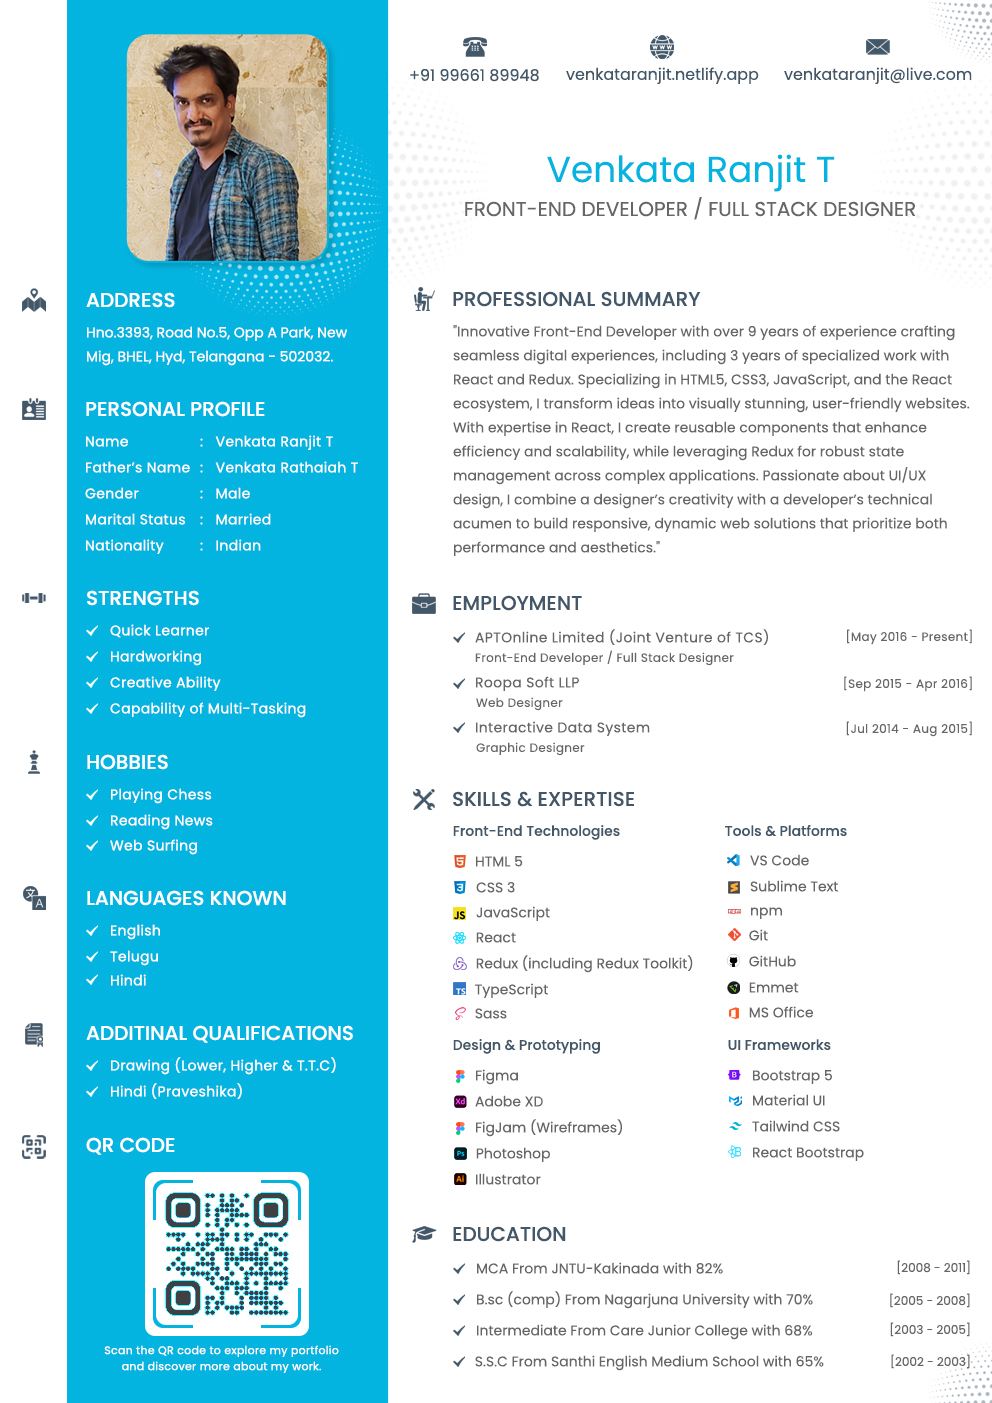 +91 99661 89948
venkataranjit.netlify.app
venkataranjit@live.com
Venkata Ranjit T
FRONT-END DEVELOPER / FULL STACK DESIGNER
ADDRESS
Hno.3393, Road No.5, Opp A Park, New
Mig, BHEL, Hyd, Telangana - 502032.
PERSONAL PROFILE
Name : Venkata Ranjit T
Father's Name : Venkata Rathaiah T
Gender : Male
Marital Status : Married
Nationality : Indian
STRENGTHS
Quick Learner
Hardworking
Creative Ability
Capability of Multi-Tasking
HOBBIES
Playing Chess
Reading News
Web Surfing
LANGUAGES KNOWN
English
Telugu
Hindi
ADDITINAL QUALIFICATIONS
Drawing (Lower, Higher & T.T.C)
Hindi (Praveshika)
QR CODE
Scan the QR code to explore my portfolio
and discover more about my work.
PROFESSIONAL SUMMARY
"Innovative Front-End Developer with over 9 years of experience crafting
seamless digital experiences, including 3 years of specialized work with
React and Redux. Specializing in HTML5, CSS3, JavaScript, and the React
ecosystem, I transform ideas into visually stunning, user-friendly websites.
With expertise in React, I create reusable components that enhance
efficiency and scalability, while leveraging Redux for robust state
management across complex applications. Passionate about UI/UX
design, I combine a designer's creativity with a developer's technical
acumen to build responsive, dynamic web solutions that prioritize both
performance and aesthetics."
EMPLOYMENT
APTOnline Limited (Joint Venture of TCS) [May 2016 - Present]
Front-End Developer / Full Stack Designer
Roopa Soft LLP [Sep 2015 - Apr 2016]
Web Designer
Interactive Data System [Jul 2014 - Aug 2015]
Graphic Designer
SKILLS & EXPERTISE
Front-End Technologies
HTML 5
CSS 3
JavaScript
React
Redux (including Redux Toolkit)
TypeScript
Sass
Tools & Platforms
VS Code
Sublime Text
npm
Git
GitHub
Emmet
MS Office
Design & Prototyping
Figma
Adobe XD
FigJam (Wireframes)
Photoshop
Illustrator
UI Frameworks
Bootstrap 5
Material UI
Tailwind CSS
React Bootstrap
EDUCATION
MCA From JNTU-Kakinada with 82% [2008 - 2011]
B.sc (comp) From Nagarjuna University with 70% [2005 - 2008]
Intermediate From Care Junior College with 68% [2003 - 2005]
S.S.C From Santhi English Medium School with 65% [2002 - 2003]